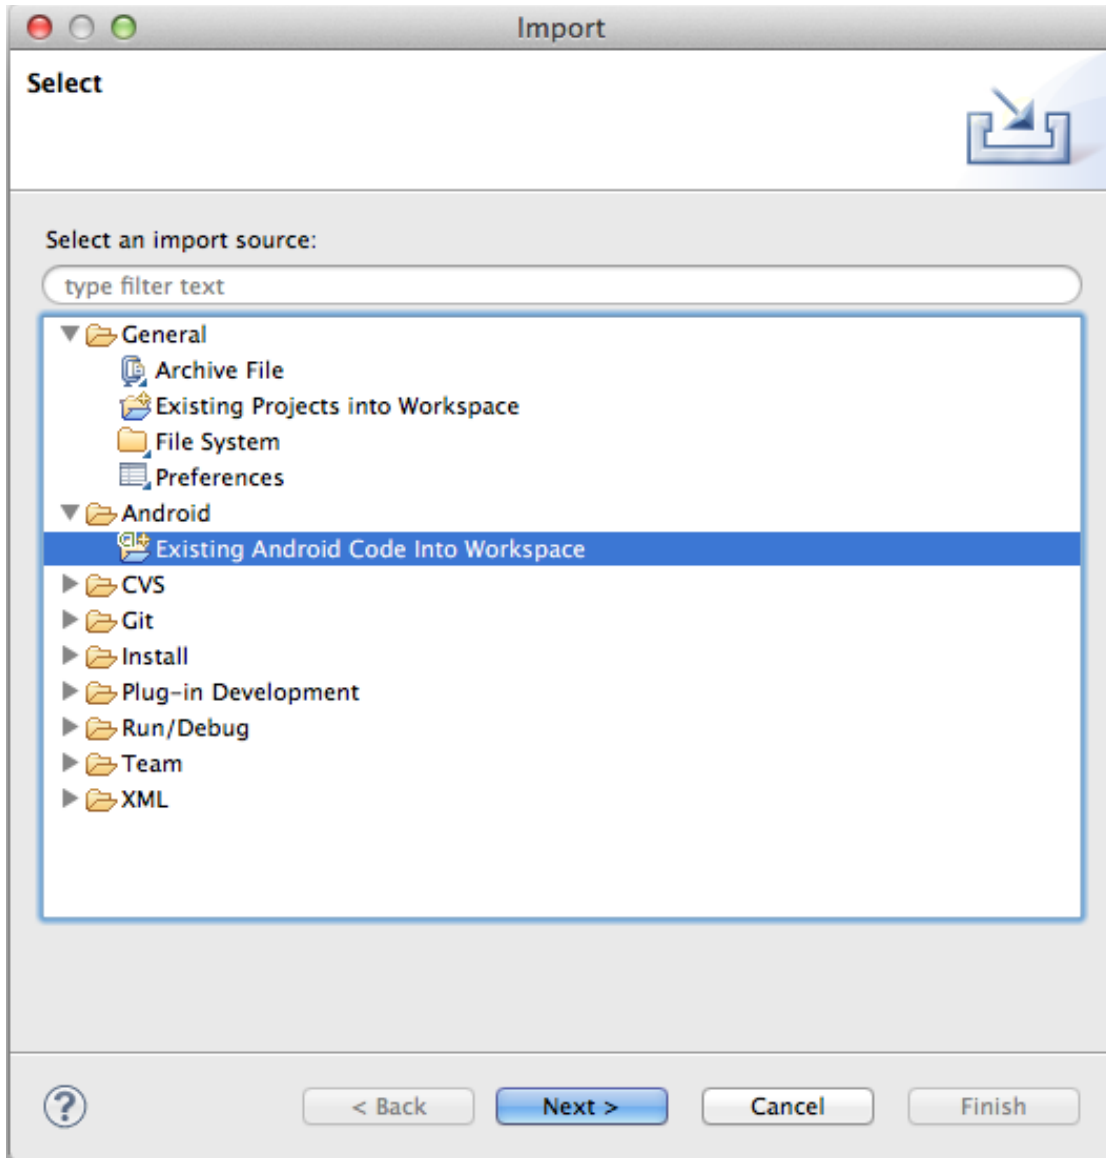 Import
Select
Select an import source:
type filter text
General
Archive File
Existing Projects into Workspace
File System
Preferences
Android
Existing Android Code Into Workspace
CVS
Git
Install
Plug-in Development
Run/Debug
Team
XML
? < Back Next > Cancel Finish